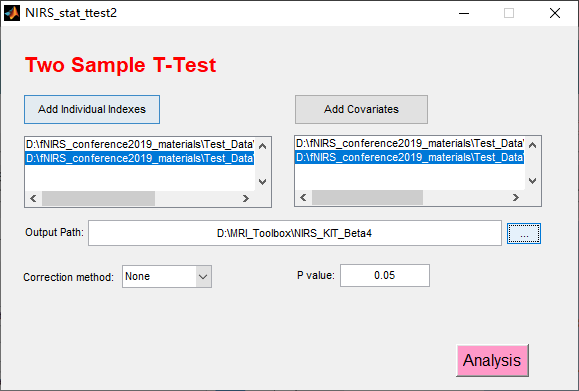 NIRS_stat_ttest2
Two Sample T-Test
Add Individual Indexes
Add Covariates
D:\fNIRS_conference2019_materials\Test_Data\
D:\fNIRS_conference2019_materials\Test_Data\
D:\fNIRS_conference2019_materials\Test_Data\
D:\fNIRS_conference2019_materials\Test_Data\
Output Path:
D:\MRI_Toolbox\NIRS_KIT_Beta4
...
Correction method:
None
P value:
0.05
Analysis